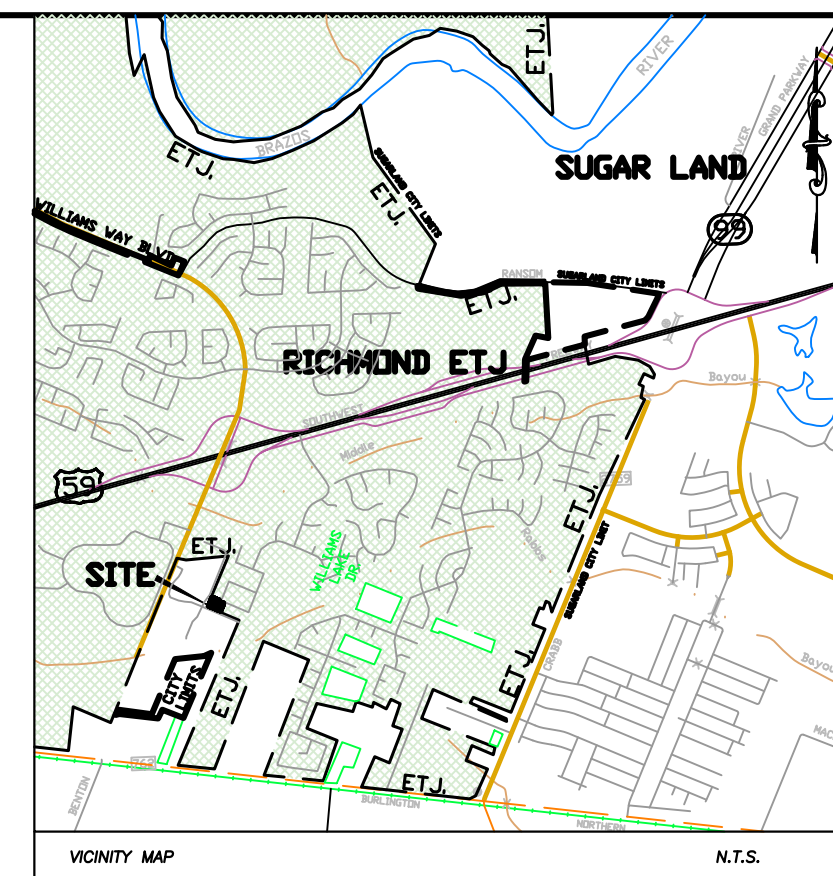 ETJ.
RIVER
GRAND PARKWAY
RIVER
BRAZOS
ETJ.
SUGARLAND CITY LIMITS
ETJ.
SUGAR LAND
WILLIAMS WAY BLVD
99
RANSOM
SUGARLAND CITY LIMITS
ETJ.
RICHMOND ETJ
Bayou
SOUTHWEST
Middle
59
ETJ.
Rabbs
SUGARLAND CITY LIMIT
ETJ.
SITE
WILLIAMS
LAKE
DR.
CRABB
Bayou
CITY
LIMITS
ETJ.
ETJ.
762
BENTON
ETJ.
BURLINGTON
NORTHERN
VICINITY MAP
N.T.S.